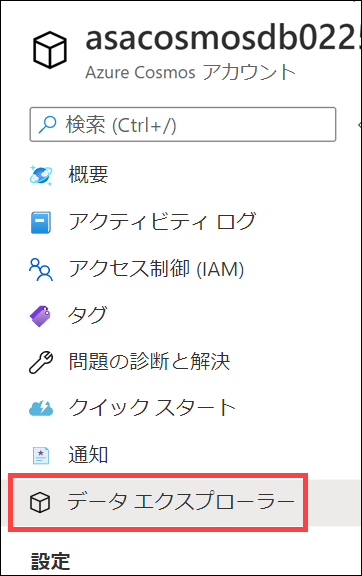 asacosmosdb0225
Azure Cosmos アカウント
検索 (Ctrl+/)
概要
アクティビティ ログ
アクセス制御 (IAM)
タグ
問題の診断と解決
クイック スタート
通知
データ エクスプローラー
設定